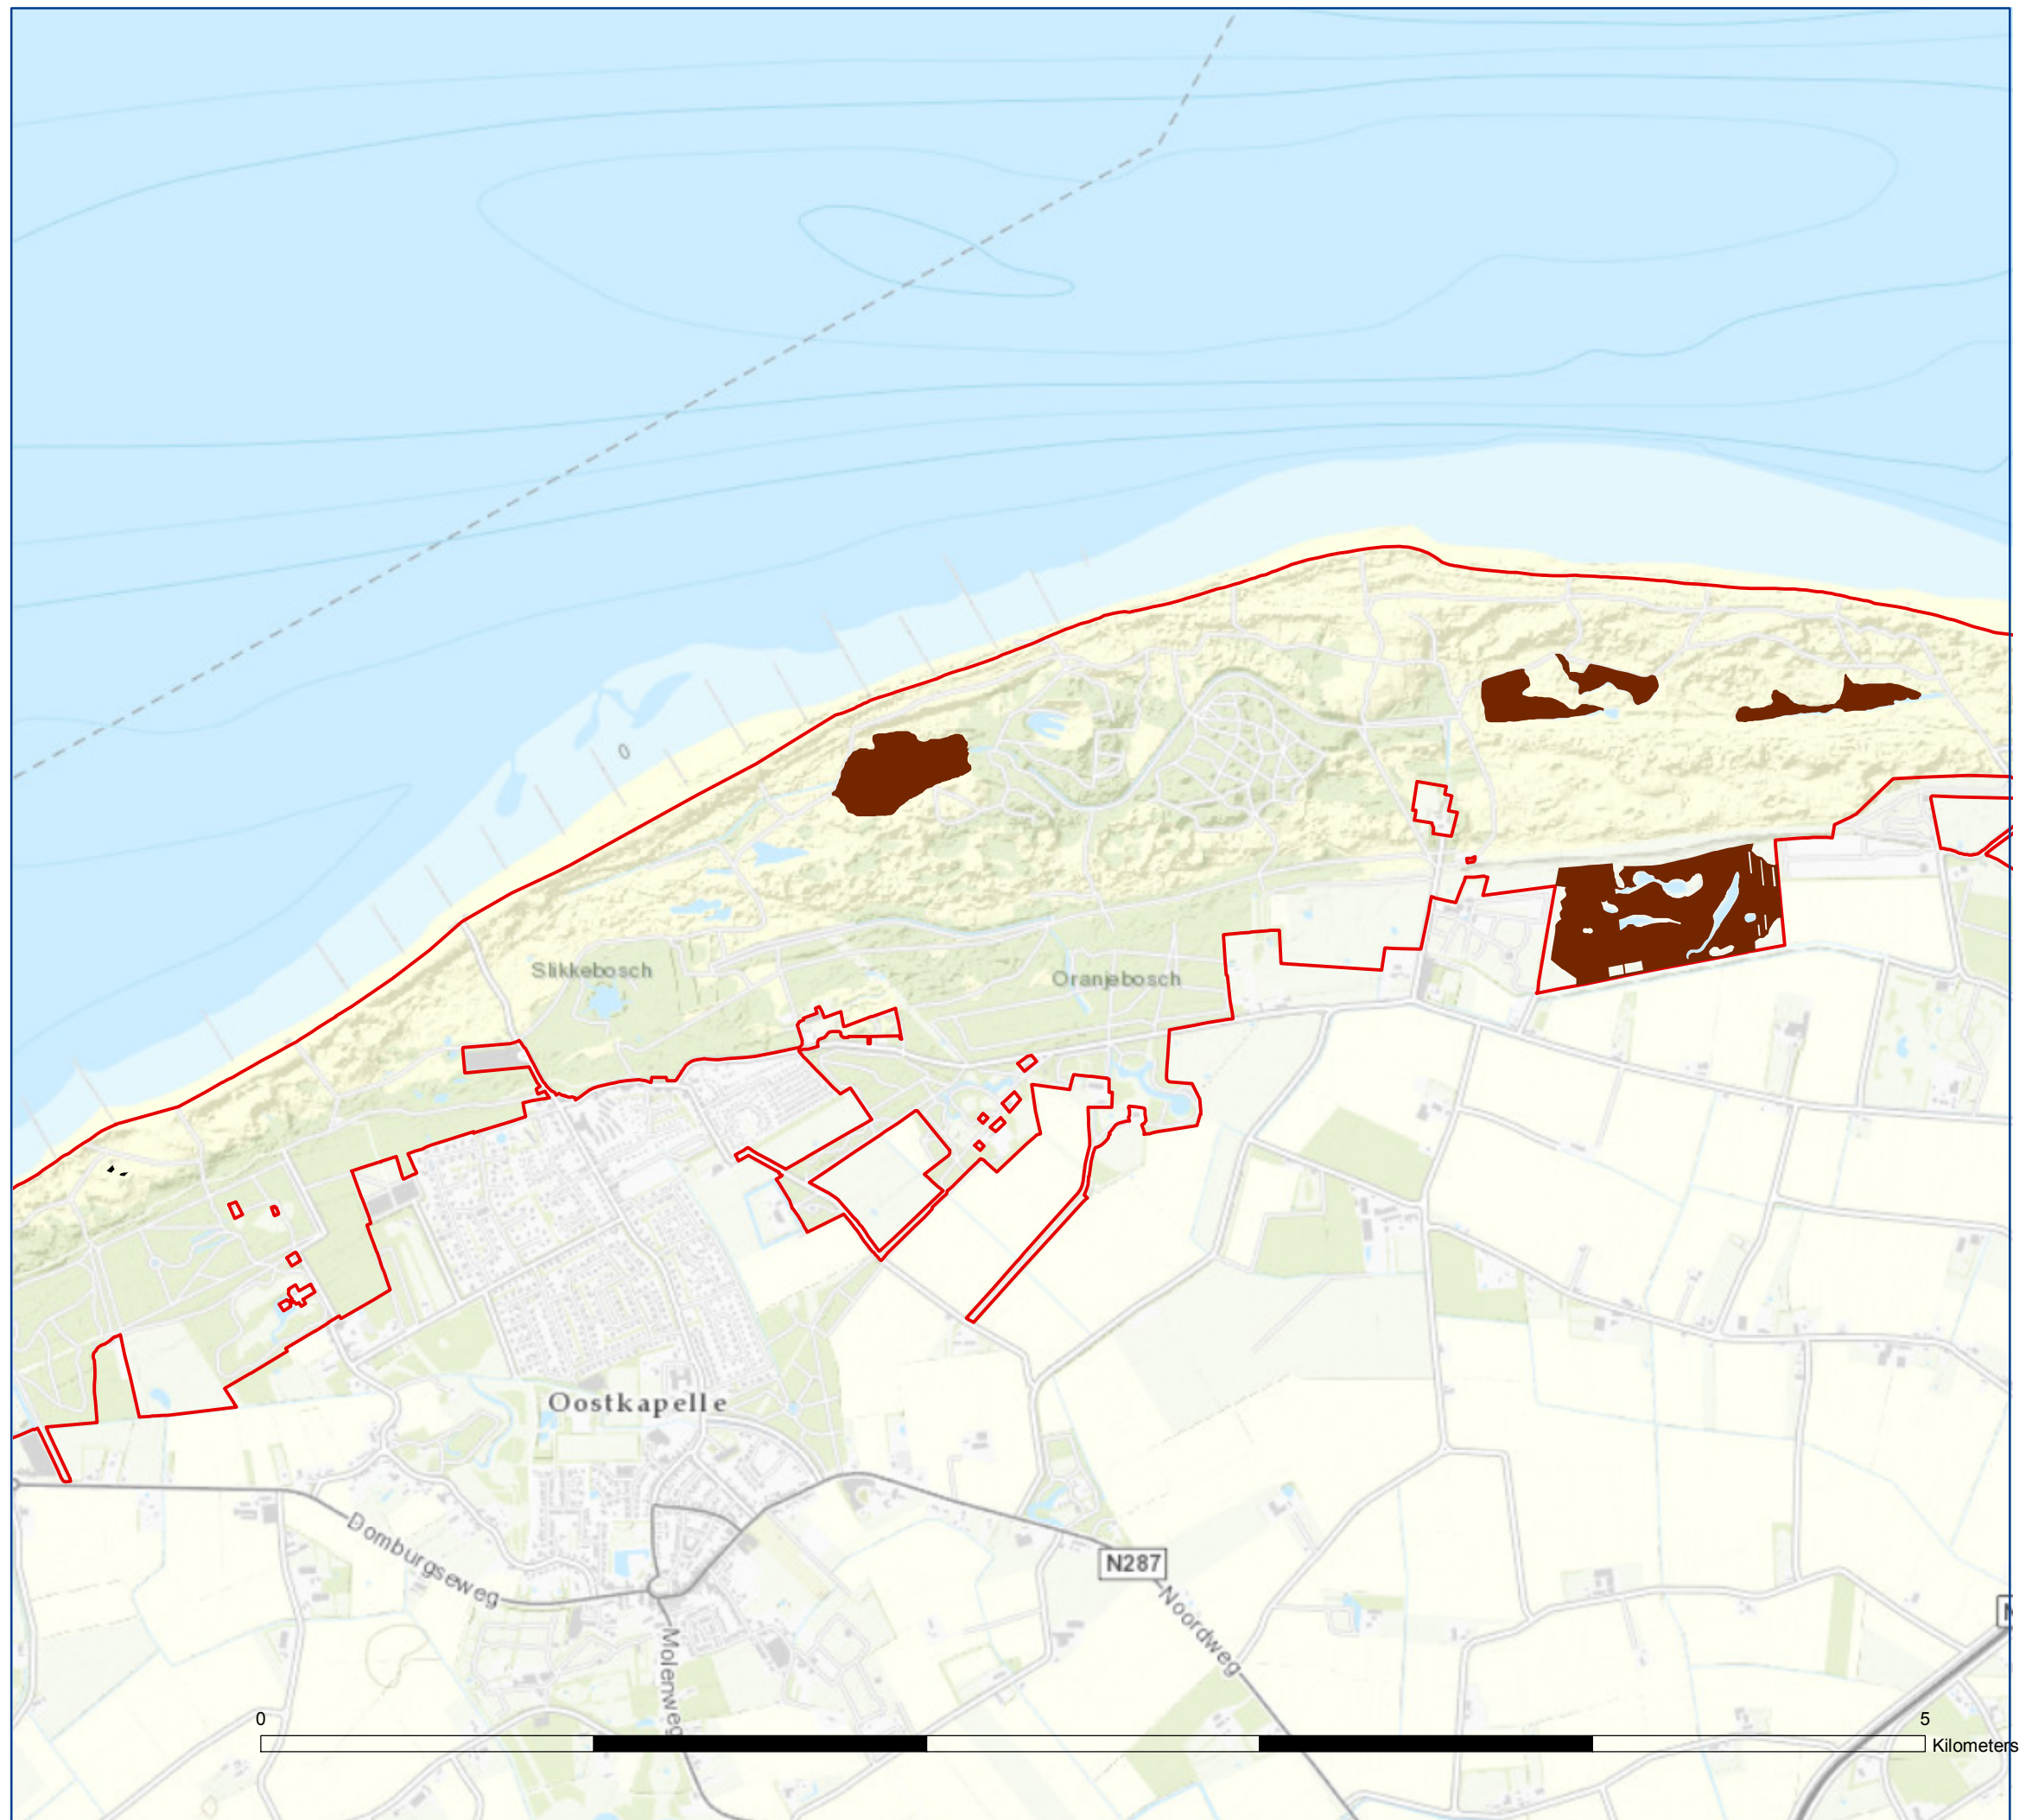 0
Slikkebosch
Oranjebosch
Oostkapelle
Domburgseweg
N287
Noordweg
Molenweg
0
5
Kilometers